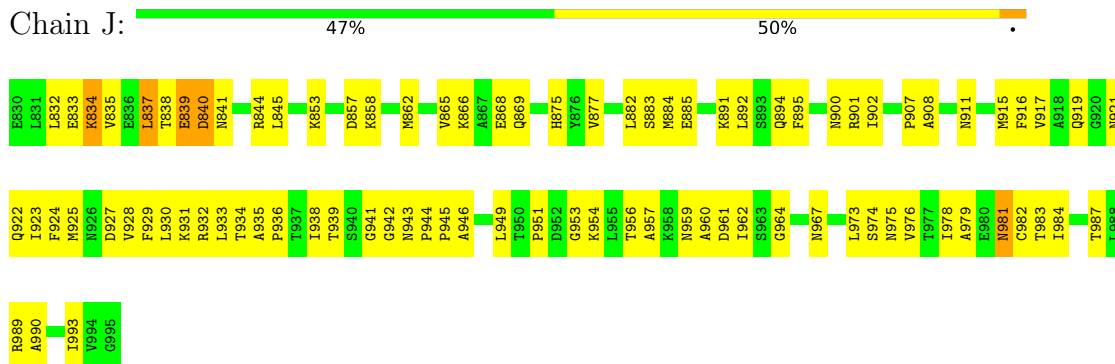 Chain J:
47% 50% .
E830 L831 L832 E833 K834 V835 E836 L837 T838 E839 D840 N841 R844 L845 K853 D857 K858 M862 V865 K866 A867 E868 Q869 H875 Y876 V877 L882 S883 M884 E885 K891 L892 S893 Q894 F895 N900 R901 I902 P907 A908 N911 M915 F916 V917 A918 Q919 G920 N921
Q922 I923 F924 M925 N926 D927 V928 F929 L930 K931 R932 L933 T934 A935 P936 T937 I938 T939 S940 G941 G942 N943 P944 P945 A946 L949 T950 P951 D952 G953 K954 L955 T956 A957 K958 N959 A960 D961 I962 S963 G964 N967 L973 S974 N975 V976 T977 I978 A979 E980 N981 C982 T983 I984 T987 L988
R989 A990 I993 V994 G995